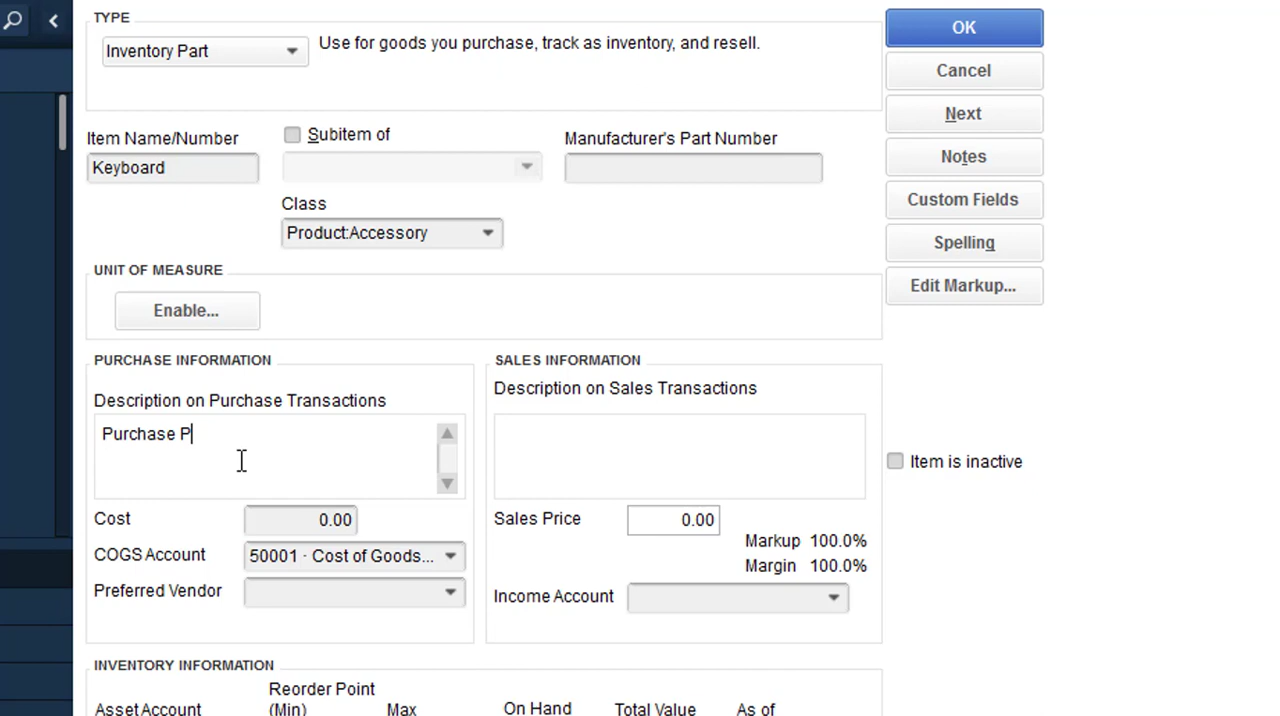 TYPE
Inventory Part
Use for goods you purchase, track as inventory, and resell.
OK
Cancel
Next
Notes
Custom Fields
Spelling
Edit Markup...
Item Name/Number
Subitem of
Manufacturer's Part Number
Keyboard
Class
Product:Accessory
UNIT OF MEASURE
Enable...
PURCHASE INFORMATION
Description on Purchase Transactions
Purchase P
Cost 0.00
COGS Account 50001 · Cost of Goods...
Preferred Vendor
SALES INFORMATION
Description on Sales Transactions
Sales Price 0.00
Markup 100.0%
Margin 100.0%
Income Account
Item is inactive
INVENTORY INFORMATION
Asset Account
Reorder Point
(Min)
Max
On Hand
Total Value
As of